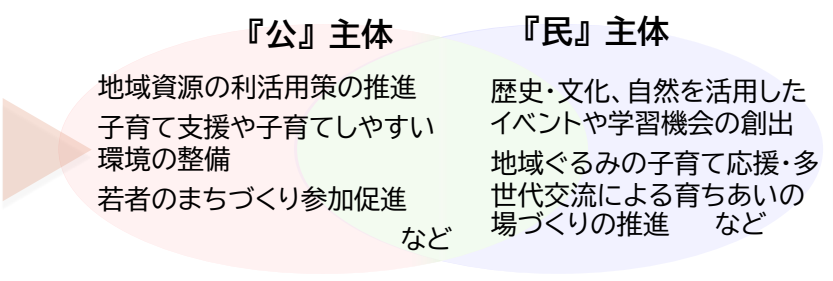 『公』主体
地域資源の利活用策の推進
子育て支援や子育てしやすい
環境の整備
若者のまちづくり参加促進
など
『民』主体
歴史・文化、自然を活用した
イベントや学習機会の創出
地域ぐるみの子育て応援・多
世代交流による育ちあいの
場づくりの推進　など